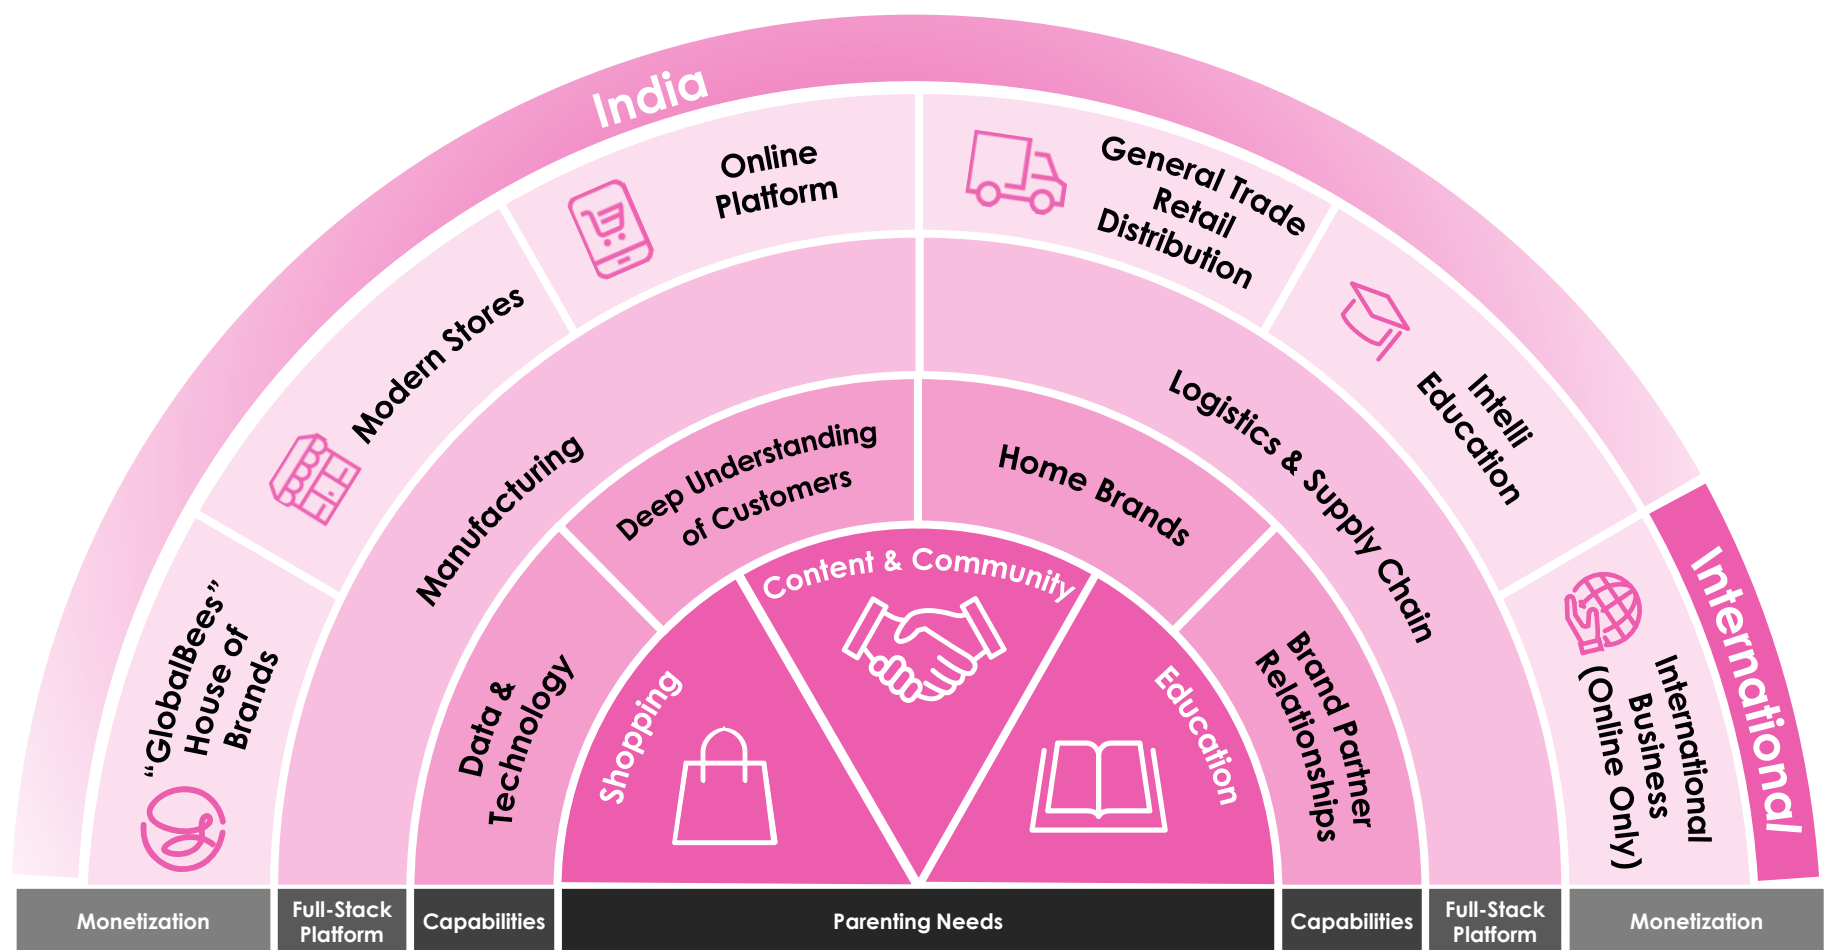 India
International
“GlobalBees”
House of
Brands
Modern Stores
Online
Platform
General Trade
Retail
Distribution
Intelli
Education
International
Business
(Online Only)
Manufacturing
Logistics & Supply Chain
Data &
Technology
Deep Understanding
of Customers
Home Brands
Brand Partner
Relationships
Shopping
Content & Community
Education
Monetization
Full-Stack
Platform
Capabilities
Parenting Needs
Capabilities
Full-Stack
Platform
Monetization